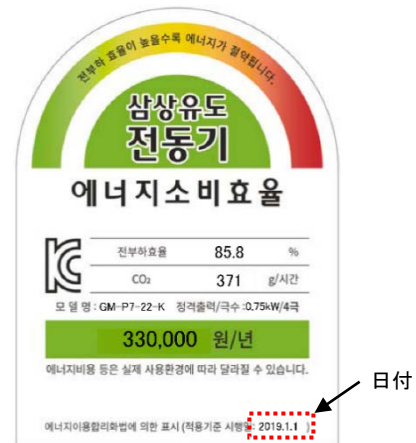 전부하 효율이 높을수록 에너지가 절약됩니다.
삼상유도
전동기
에너지소비효율
KC
전부하효율 85.8 %
CO₂ 371 g/시간
모 델 명 : GM-P7-22-K 정격출력/극수 : 0.75kW/4극
330,000 원/년
에너지비용 등은 실제 사용환경에 따라 달라질 수 있습니다.
日付
에너지이용합리화법에 의한 표시 (적용기준 시행일: 2019.1.1 )